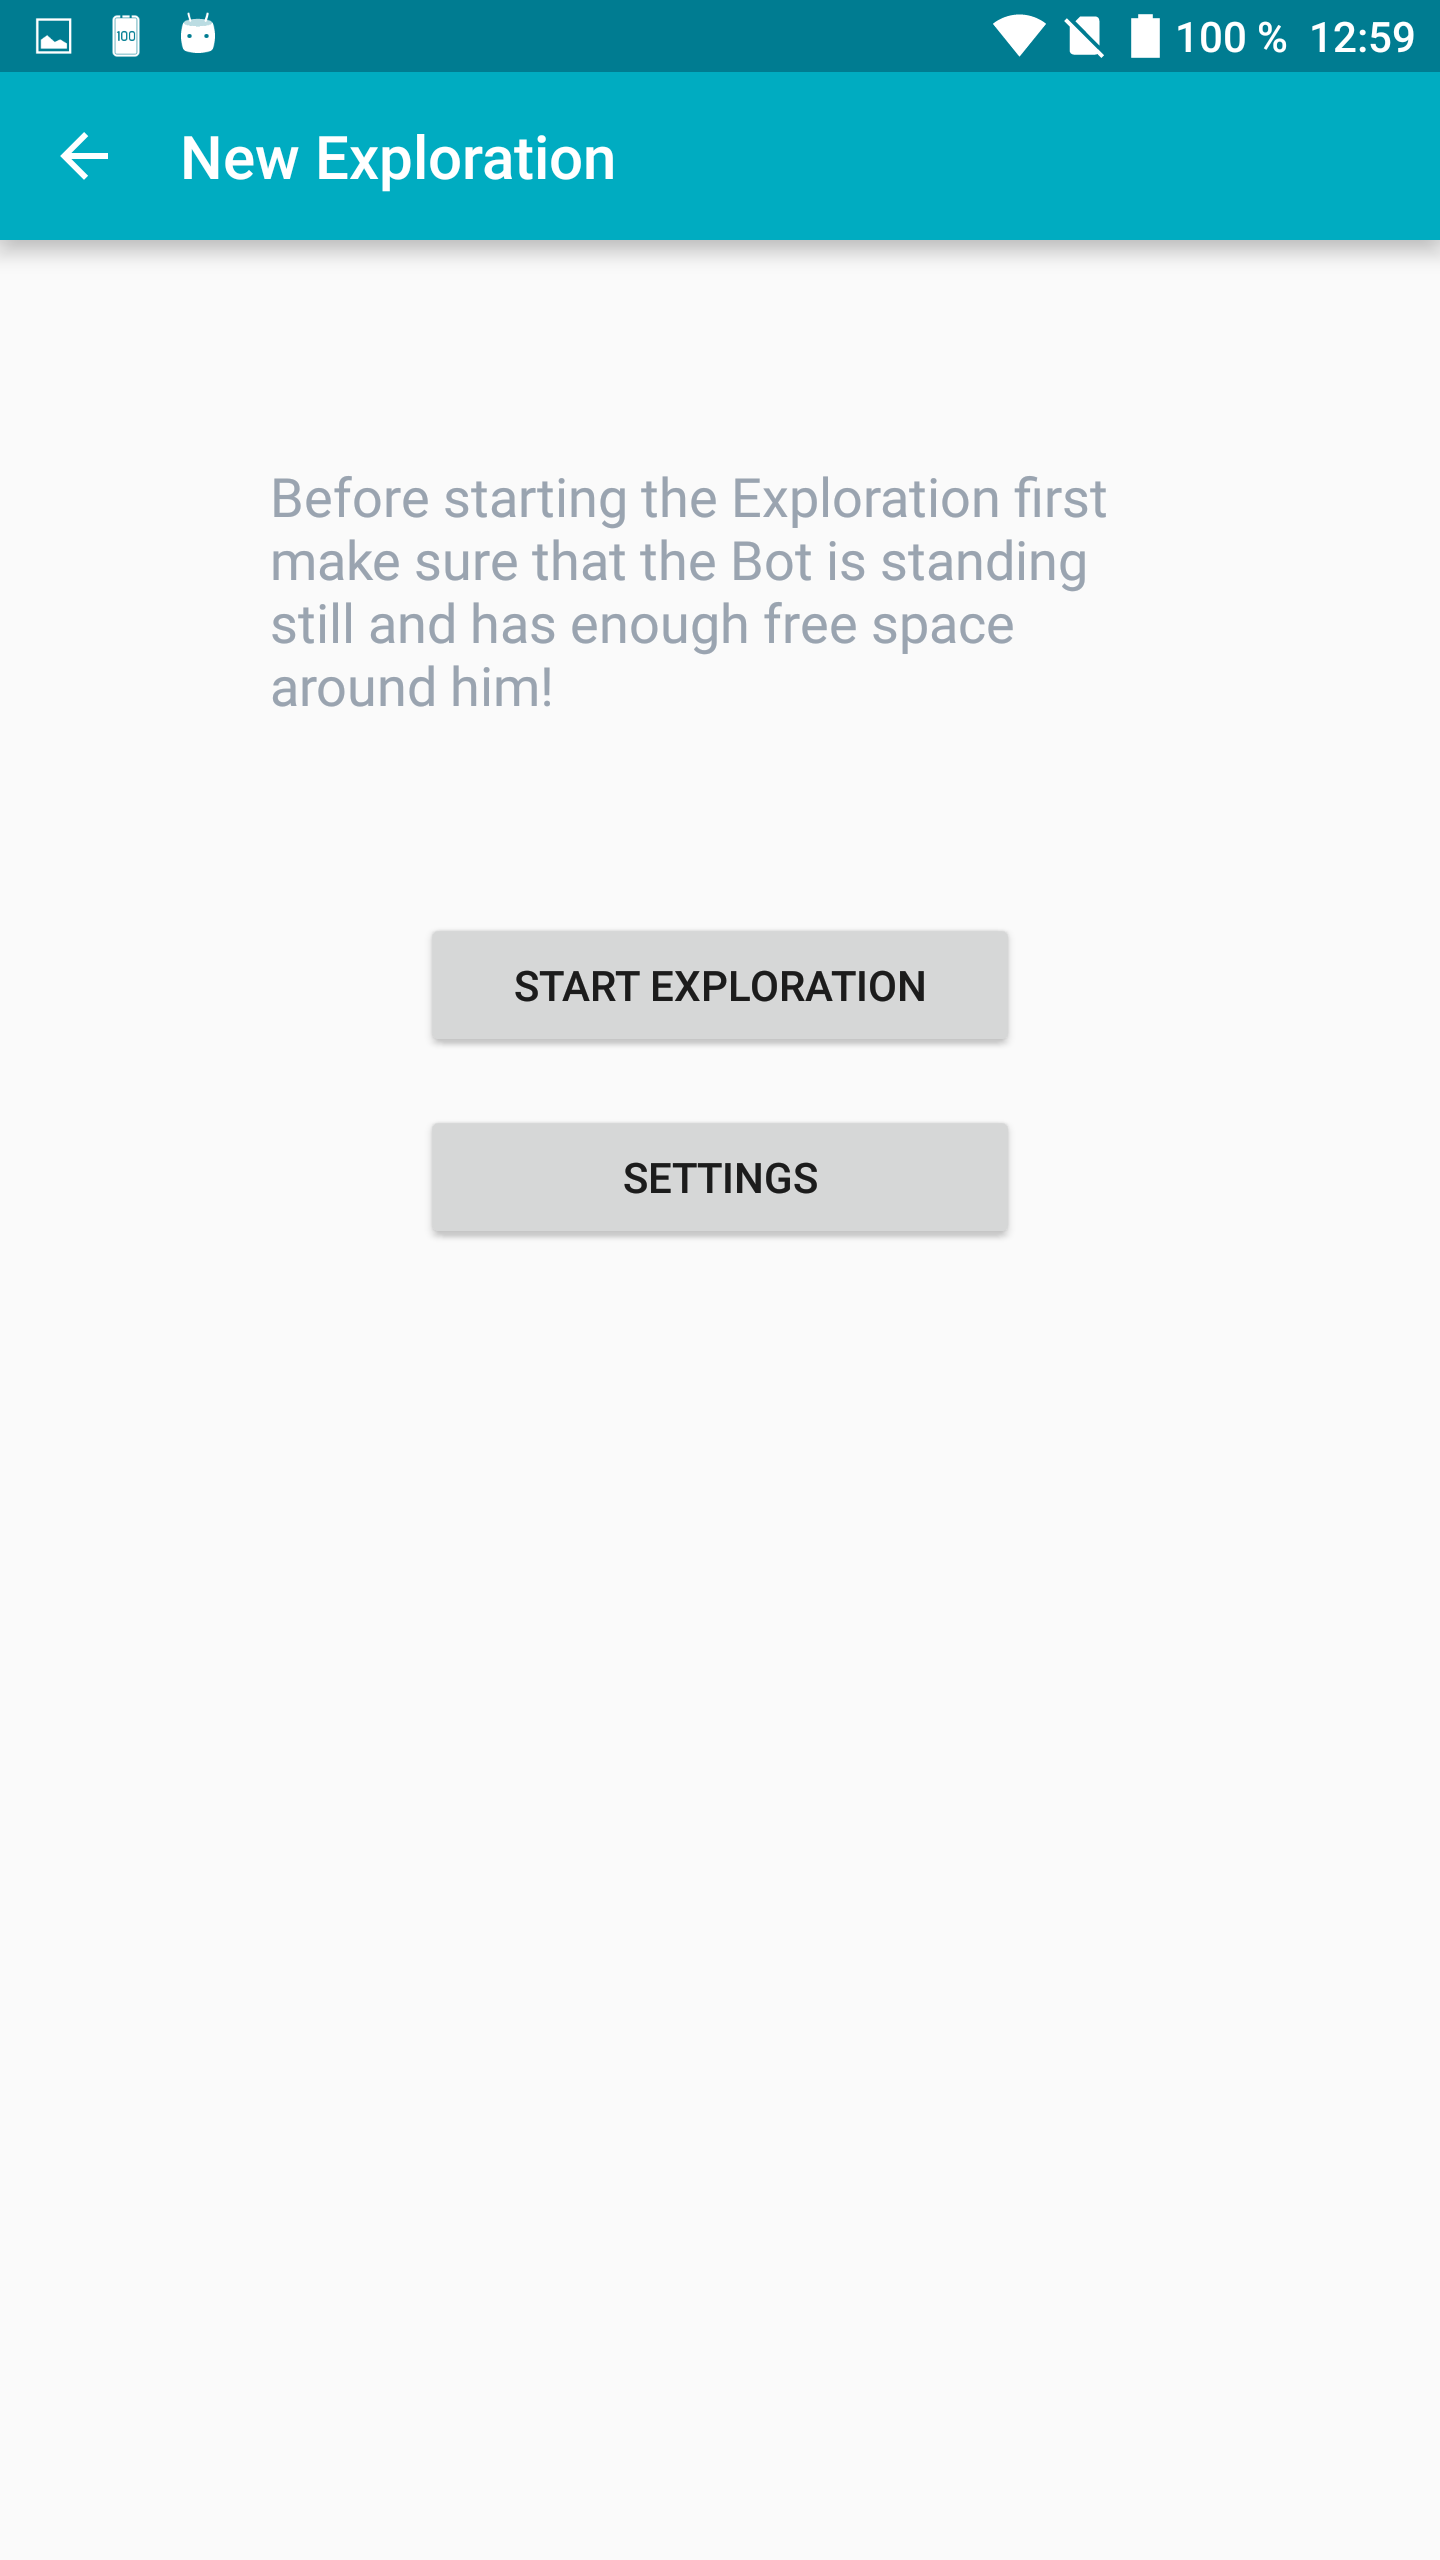 100 100 % 12:59
New Exploration
Before starting the Exploration first
make sure that the Bot is standing
still and has enough free space
around him!
START EXPLORATION
SETTINGS